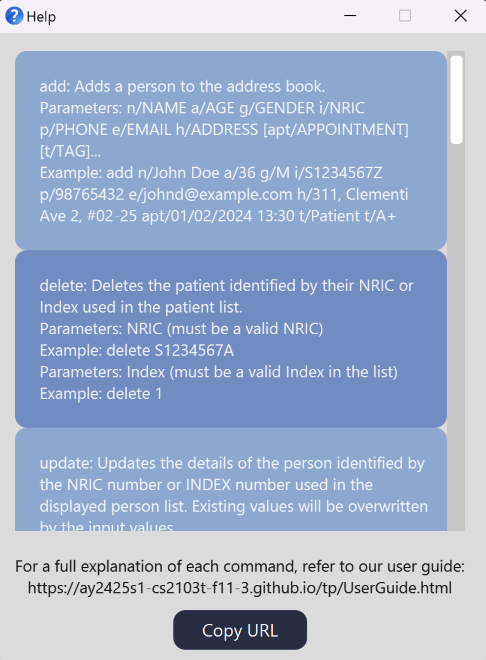 Help
add: Adds a person to the address book.
Parameters: n/NAME a/AGE g/GENDER i/NRIC
p/PHONE e/EMAIL h/ADDRESS [apt/APPOINTMENT]
[t/TAG]...
Example: add n/John Doe a/36 g/M i/S1234567Z
p/98765432 e/johnd@example.com h/311, Clementi
Ave 2, #02-25 apt/01/02/2024 13:30 t/Patient t/A+
delete: Deletes the patient identified by their NRIC or
Index used in the patient list.
Parameters: NRIC (must be a valid NRIC)
Example: delete S1234567A
Parameters: Index (must be a valid Index in the list)
Example: delete 1
update: Updates the details of the person identified by
the NRIC number or INDEX number used in the
displayed person list. Existing values will be overwritten
by the input values.
For a full explanation of each command, refer to our user guide:
https://ay2425s1-cs2103t-f11-3.github.io/tp/UserGuide.html
Copy URL